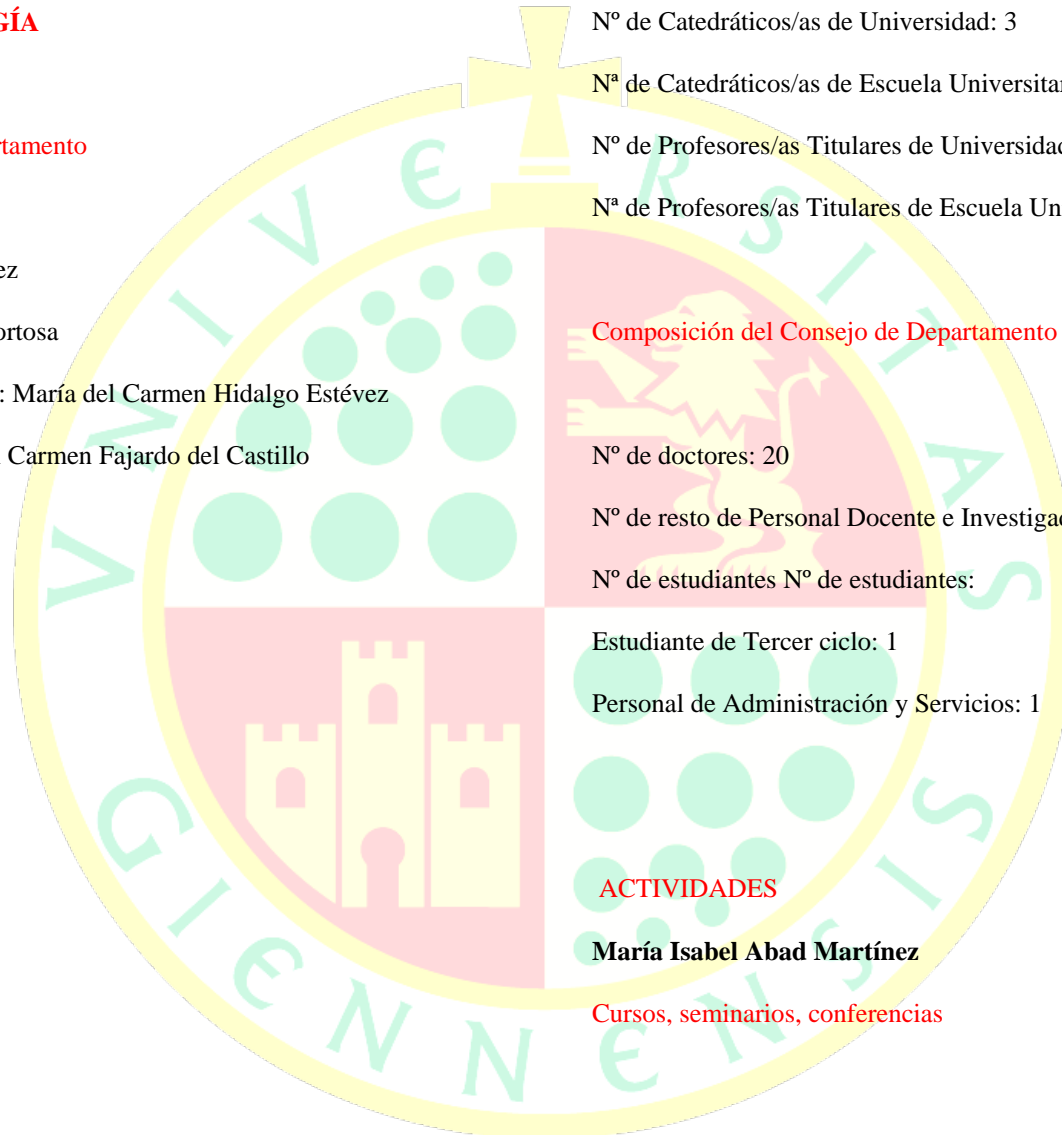 GÍA
rtamento
ez
ortosa
: María del Carmen Hidalgo Estévez
Carmen Fajardo del Castillo
Nº de Catedráticos/as de Universidad: 3
Nª de Catedráticos/as de Escuela Universitar
Nº de Profesores/as Titulares de Universidad
Nª de Profesores/as Titulares de Escuela Un
Composición del Consejo de Departamento
Nº de doctores: 20
Nº de resto de Personal Docente e Investigad
Nº de estudiantes Nº de estudiantes:
Estudiante de Tercer ciclo: 1
Personal de Administración y Servicios: 1
ACTIVIDADES
María Isabel Abad Martínez
Cursos, seminarios, conferencias
VNIVERSITAS
GIENNENSIS